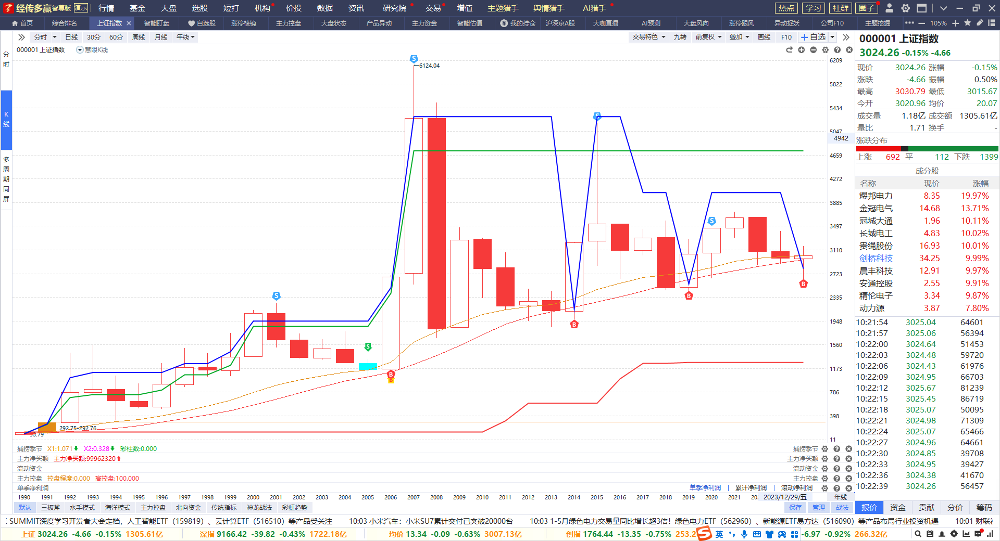 经传多赢 智尊版 演示 行情 基金 大盘 选股 短打 机构 价投 数据 资讯 研究院 交易 增值 主题猎手 舆情猎手 AI猎手 热点 学习 社群 圈子
首页 综合排名 上证指数 智能盯盘 自选股 涨停棱镜 主力控盘 大盘状态 产品异动 主力资金 智能估值 我的持仓 沪深京A股 大咖直播 AI预测 大盘风向 涨停跟风 异动捉妖 公司F10 主题挖掘 105%
分时 日线 30分 60分 周线 月线 年线 交易特色 九转 前复权 叠加 画线 F10 自选
000001 上证指数 慧眼K线
分时
K线
多周期同屏
6209
5822
5434
5047
4942
4659
4272
3885
3497
3110
2723
2335
1948
1560
1173
786
398
11
6124.04
S
S
S
S
S
B
B
B
B
B
292.75-292.76
95.79
捕捞季节 X1:1.071 X2:0.328 彩柱数:0.000 捕捞季节
主力净买额 主力净买额:99962320 主力净买额
流动资金 流动资金
主力控盘 控盘程度:0.000 高控盘:100.000 主力控盘
单季净利润 单季净利润 | 累计净利润 | 滚动净利润
1990 1991 1992 1993 1994 1995 1996 1997 1998 1999 2000 2001 2002 2003 2004 2005 2006 2007 2008 2009 2010 2011 2012 2013 2014 2015 2016 2017 2018 2019 2020 2021 2023/12/29/五 年线
默认 三板斧 水手模式 海洋模式 主力控盘 北向资金 传统指标 神龙战法 彩虹趋势 保存 管理 战法
000001 上证指数
3024.26 -0.15% -4.66
现价 3024.26 涨幅 -0.15%
涨跌 -4.66 振幅 0.50%
最高 3030.79 最低 3015.67
今开 3020.96 均价 20.07
成交量 1.18亿 成交额 1305.61亿
量比 1.71 换手 -
涨跌分布
上涨 692 平 112 下跌 1399
成分股
名称 现价 涨幅
煜邦电力 8.35 19.97%
金冠电气 14.68 13.71%
冠城大通 1.96 10.11%
长城电工 4.83 10.02%
贵绳股份 16.93 10.01%
剑桥科技 34.25 9.99%
晨丰科技 12.91 9.97%
安通控股 2.55 9.91%
精伦电子 3.34 9.87%
动力源 3.87 7.80%
10:21:54 3025.04 64601
10:21:57 3025.06 56394
10:22:00 3024.64 51453
10:22:03 3024.48 59720
10:22:06 3024.43 61976
10:22:09 3024.95 66703
10:22:12 3025.67 81239
10:22:15 3025.45 86719
10:22:18 3025.07 50095
10:22:21 3024.98 71309
10:22:24 3025.07 65466
10:22:27 3024.96 64661
10:22:30 3024.85 39708
10:22:33 3024.95 39427
10:22:36 3024.38 41670
10:22:39 3024.26 56457
报价 资金 贡献 分价 筹码
SUMMIT深度学习开发者大会定档，人工智能ETF（159819）、云计算ETF（516510）等产品受关注 10:03 小米汽车：小米SU7累计交付已突破20000台 10:03 1-5月绿色电力交易量同比增长超3倍！绿色电力ETF（562960）、新能源ETF易方达（516090）等产品布局行业投资机遇 10:01 财联社
上证 3024.26 -4.66 -0.15% 1305.61亿 深指 9166.42 -39.82 -0.43% 1722.18亿 均价 13.34 -0.09 -0.63% 3007.13亿 创指 1764.44 -13.35 -0.75% 253.2 英 -6.97 -0.92% 266.32亿